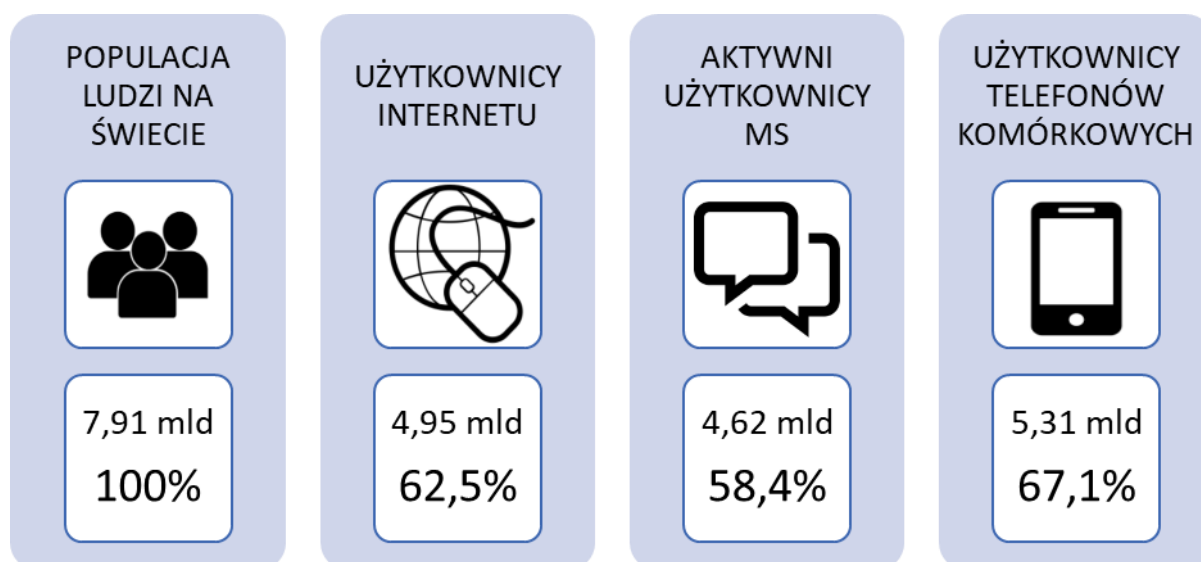 POPULACJA
LUDZI NA
ŚWIECIE
7,91 mld
100%
UŻYTKOWNICY
INTERNETU
4,95 mld
62,5%
AKTYWNI
UŻYTKOWNICY
MS
4,62 mld
58,4%
UŻYTKOWNICY
TELEFONÓW
KOMÓRKOWYCH
5,31 mld
67,1%